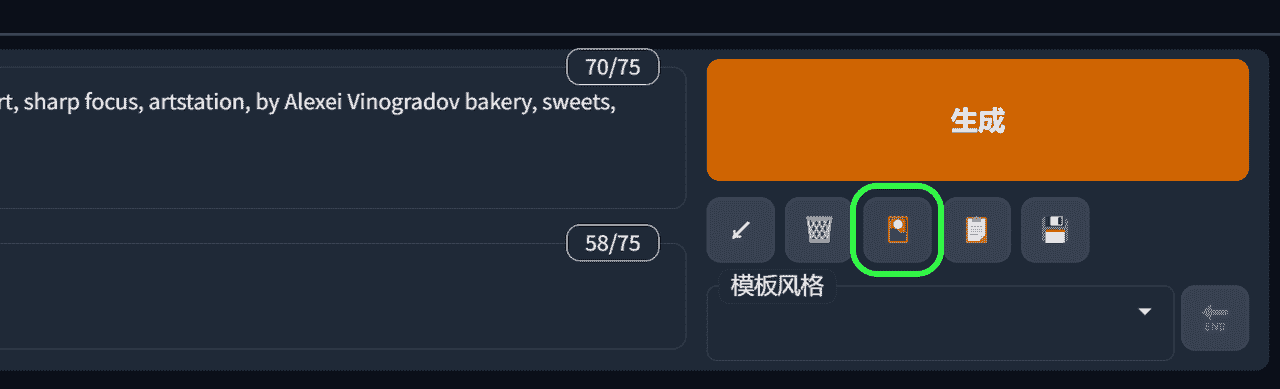 70/75
rt, sharp focus, artstation, by Alexei Vinogradov bakery, sweets,
生成
58/75
模板风格
END